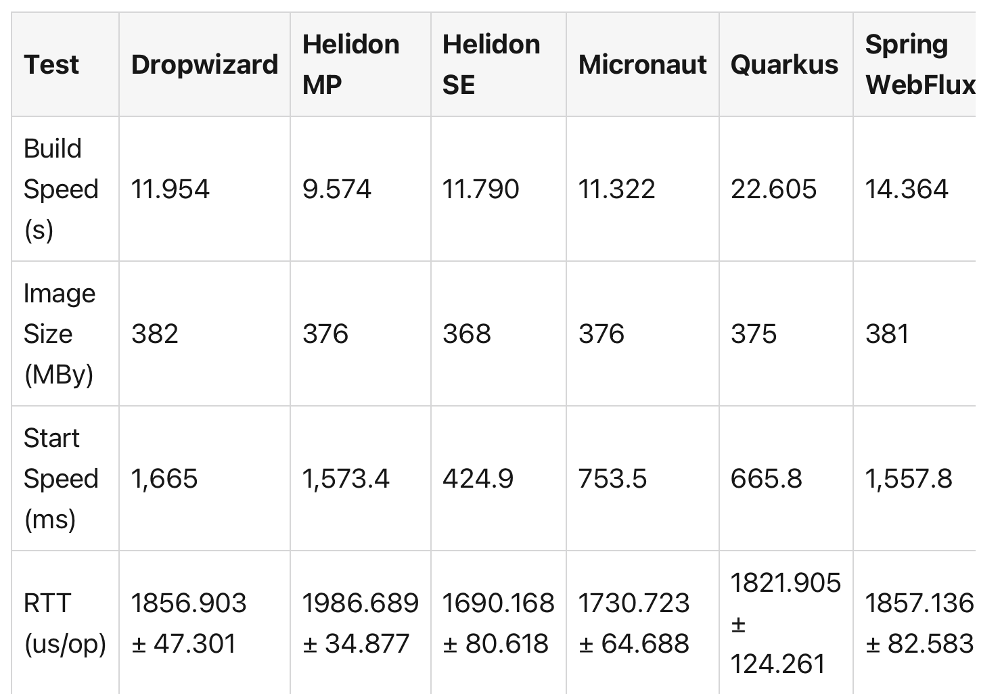 Test Dropwizard Helidon MP Helidon SE Micronaut Quarkus Spring WebFlux
Build Speed (s) 11.954 9.574 11.790 11.322 22.605 14.364
Image Size (MBy) 382 376 368 376 375 381
Start Speed (ms) 1,665 1,573.4 424.9 753.5 665.8 1,557.8
RTT (us/op) 1856.903 ± 47.301 1986.689 ± 34.877 1690.168 ± 80.618 1730.723 ± 64.688 1821.905 ± 124.261 1857.136 ± 82.583